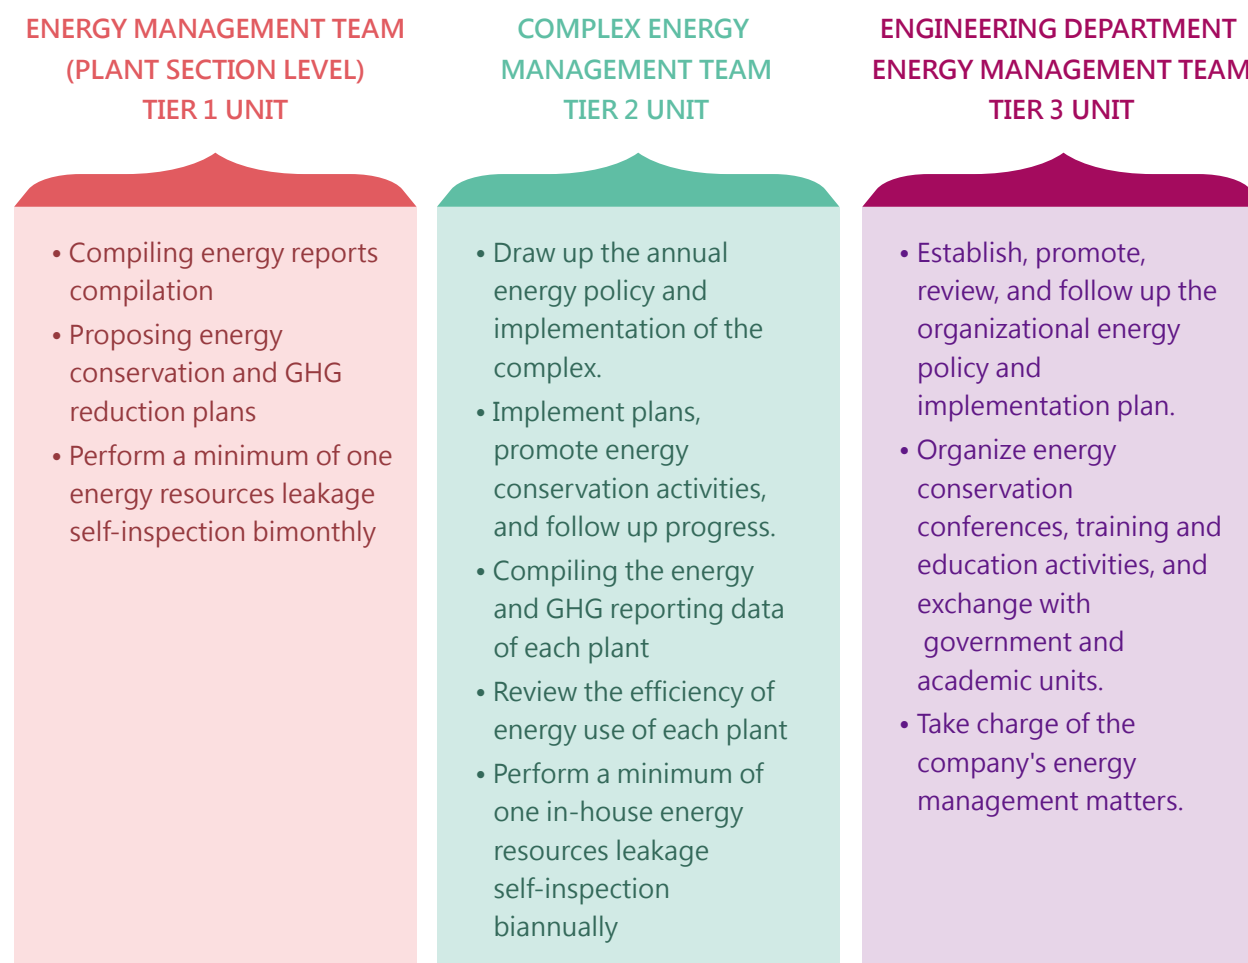 ENERGY MANAGEMENT TEAM
(PLANT SECTION LEVEL)
TIER 1 UNIT
• Compiling energy reports
compilation
• Proposing energy
conservation and GHG
reduction plans
• Perform a minimum of one
energy resources leakage
self-inspection bimonthly
COMPLEX ENERGY
MANAGEMENT TEAM
TIER 2 UNIT
• Draw up the annual
energy policy and
implementation of the
complex.
• Implement plans,
promote energy
conservation activities,
and follow up progress.
• Compiling the energy
and GHG reporting data
of each plant
• Review the efficiency of
energy use of each plant
• Perform a minimum of
one in-house energy
resources leakage
self-inspection
biannually
ENGINEERING DEPARTMENT
ENERGY MANAGEMENT TEAM
TIER 3 UNIT
• Establish, promote,
review, and follow up the
organizational energy
policy and
implementation plan.
• Organize energy
conservation
conferences, training and
education activities, and
exchange with
government and
academic units.
• Take charge of the
company's energy
management matters.